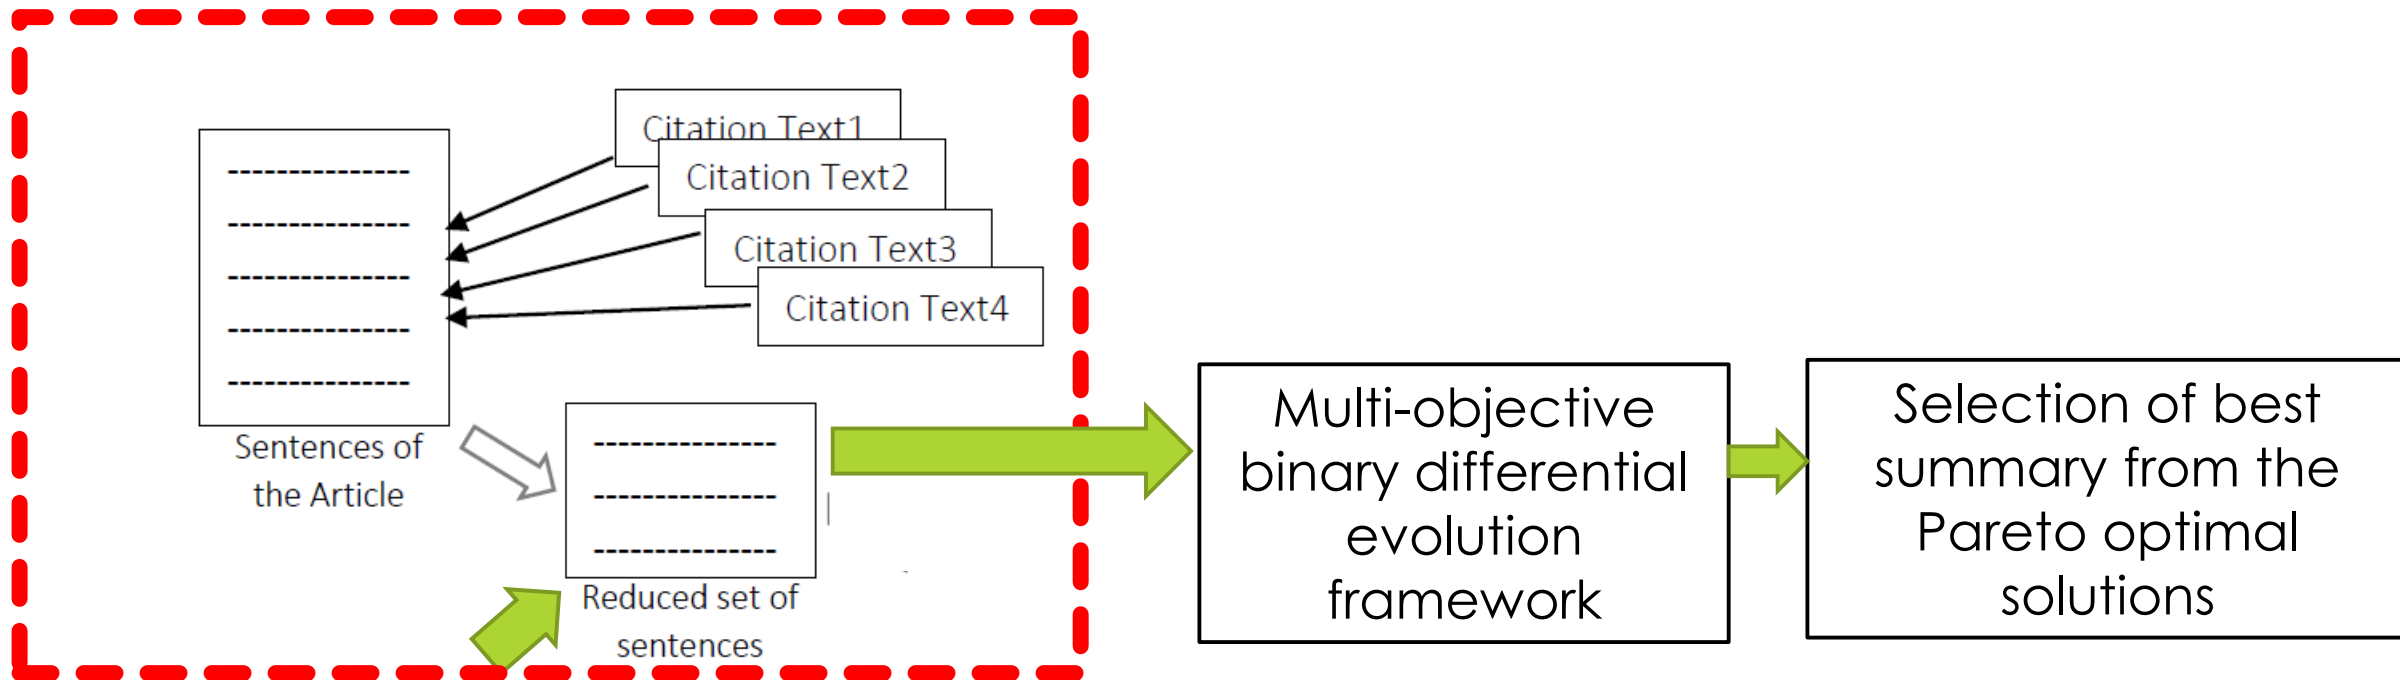 Citation Text1
Citation Text2
Citation Text3
Citation Text4
---------------
---------------
---------------
---------------
---------------
Sentences of
the Article
---------------
---------------
---------------
Reduced set of
sentences
Multi-objective
binary differential
evolution
framework
Selection of best
summary from the
Pareto optimal
solutions